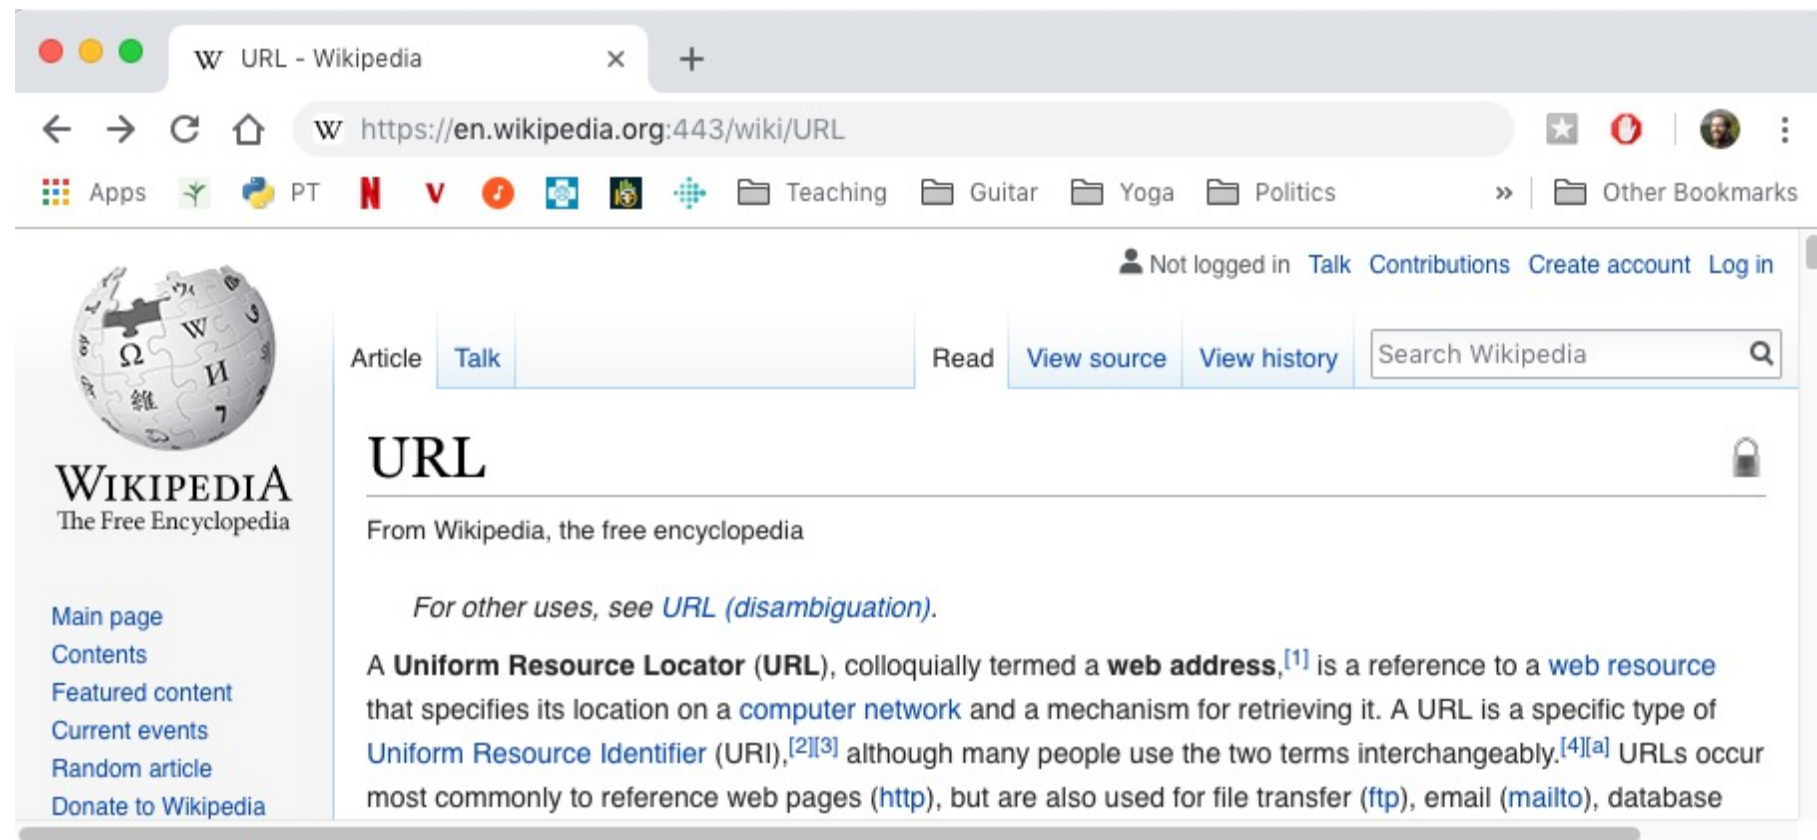 W URL - Wikipedia × +
W https://en.wikipedia.org:443/wiki/URL
Apps PT N V Teaching Guitar Yoga Politics » Other Bookmarks
Not logged in Talk Contributions Create account Log in
Article Talk Read View source View history Search Wikipedia
Ω W И 維 ウィ 7
WIKIPEDIA
The Free Encyclopedia
URL
From Wikipedia, the free encyclopedia
For other uses, see URL (disambiguation).
Main page
Contents
Featured content
Current events
Random article
Donate to Wikipedia
A Uniform Resource Locator (URL), colloquially termed a web address,[1] is a reference to a web resource
that specifies its location on a computer network and a mechanism for retrieving it. A URL is a specific type of
Uniform Resource Identifier (URI),[2][3] although many people use the two terms interchangeably.[4][a] URLs occur
most commonly to reference web pages (http), but are also used for file transfer (ftp), email (mailto), database